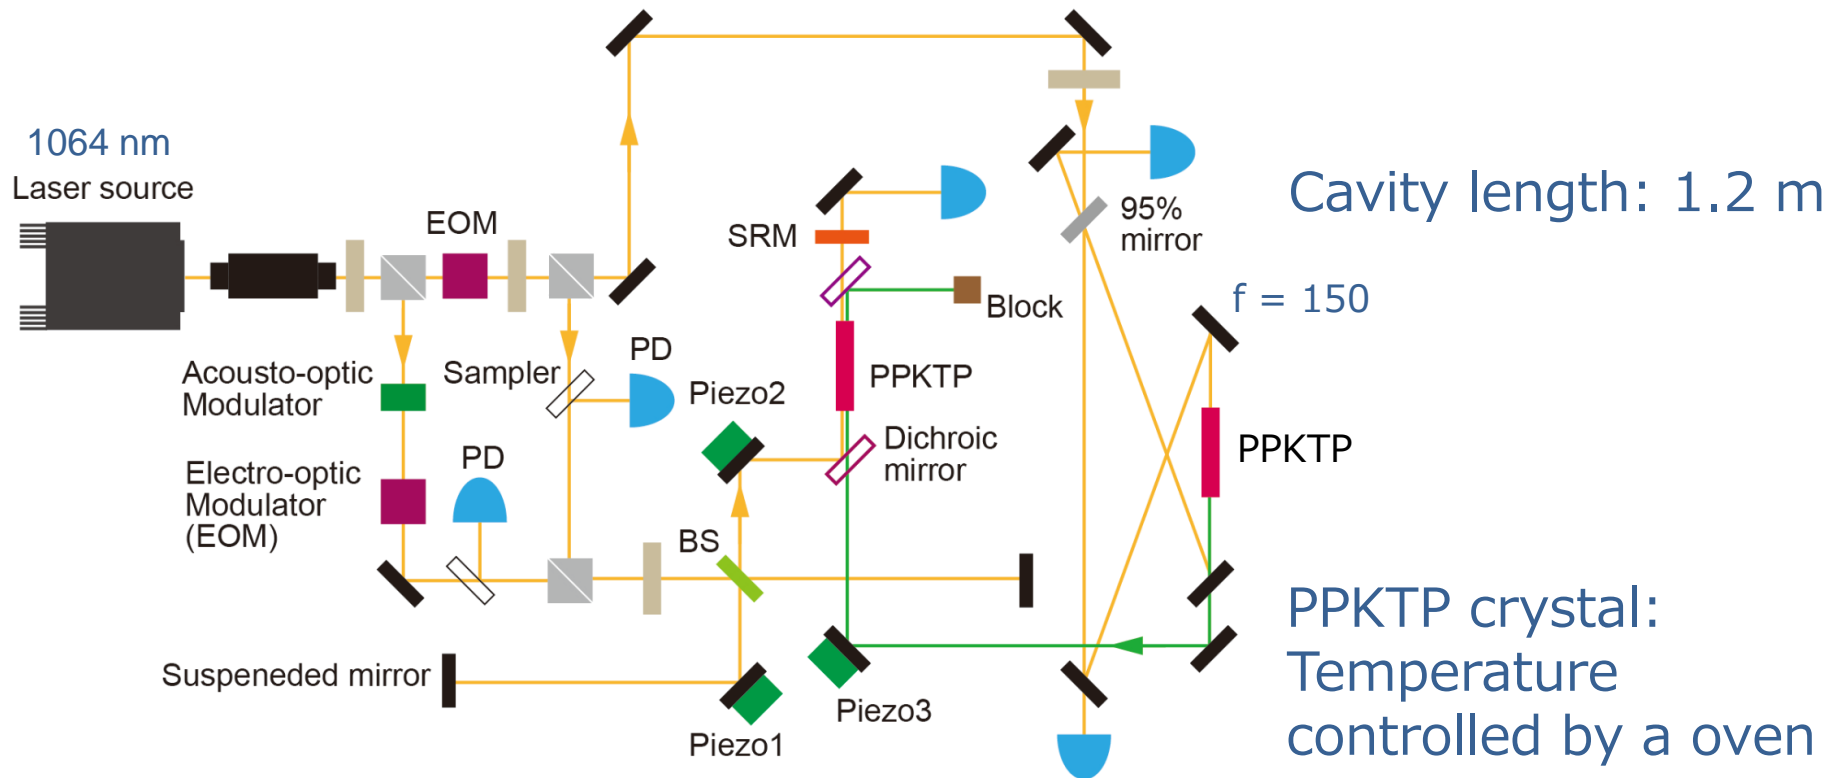 1064 nm
Laser source
EOM
SRM
95%
mirror
Cavity length: 1.2 m
Block
f = 150
Acousto-optic
Modulator
Sampler
PD
Piezo2
PPKTP
Dichroic
mirror
PPKTP
Electro-optic
Modulator
(EOM)
PD
BS
Suspeneded mirror
Piezo1
Piezo3
PPKTP crystal:
Temperature
controlled by a oven